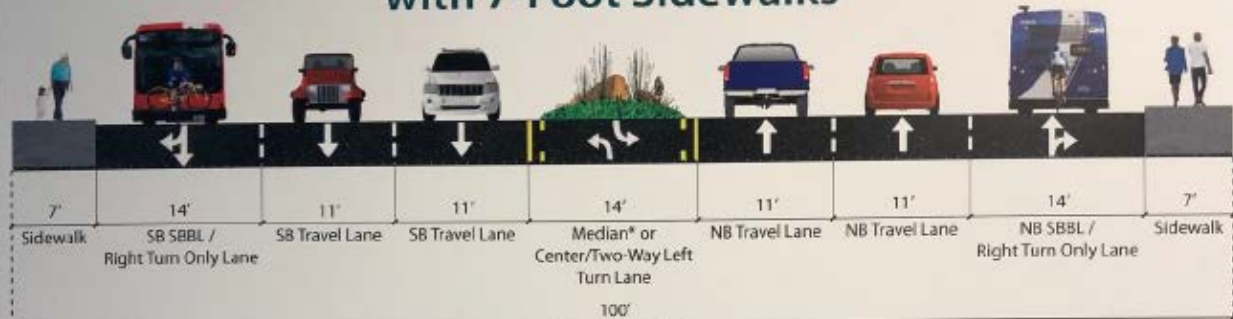 with 7-Foot Sidewalks
7' 14' 11' 11' 14' 11' 11' 14' 7'
Sidewalk SB SBBL / SB Travel Lane SB Travel Lane Median* or NB Travel Lane NB Travel Lane NB SBBL / Sidewalk
Right Turn Only Lane Center/Two-Way Left Right Turn Only Lane
Turn Lane
100'